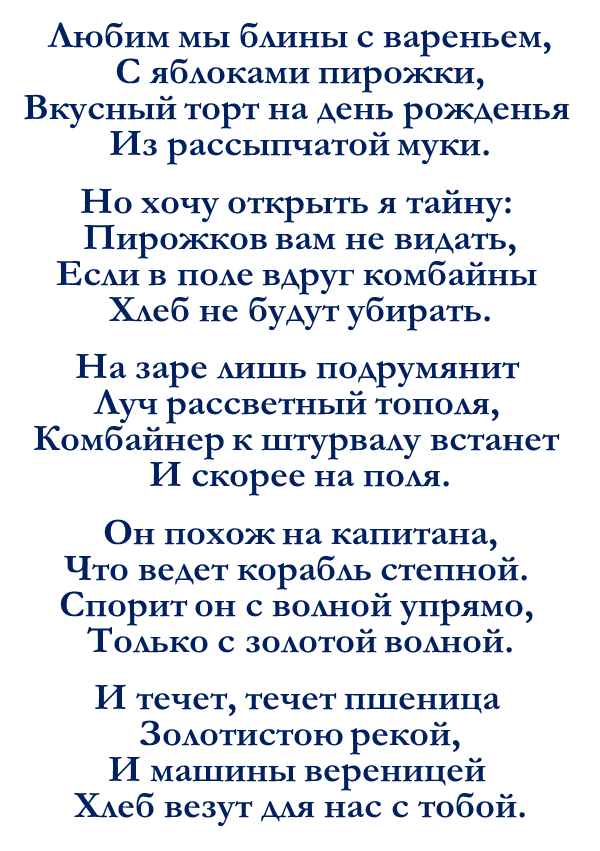 Любим мы блины с вареньем,
С яблоками пирожки,
Вкусный торт на день рожденья
Из рассыпчатой муки.
Но хочу открыть я тайну:
Пирожков вам не видать,
Если в поле вдруг комбайны
Хлеб не будут убирать.
На заре лишь подрумянит
Луч рассветный тополя,
Комбайнер к штурвалу встанет
И скорее на поля.
Он похож на капитана,
Что ведет корабль степной.
Спорит он с волной упрямо,
Только с золотой волной.
И течет, течет пшеница
Золотистою рекой,
И машины вереницей
Хлеб везут для нас с тобой.